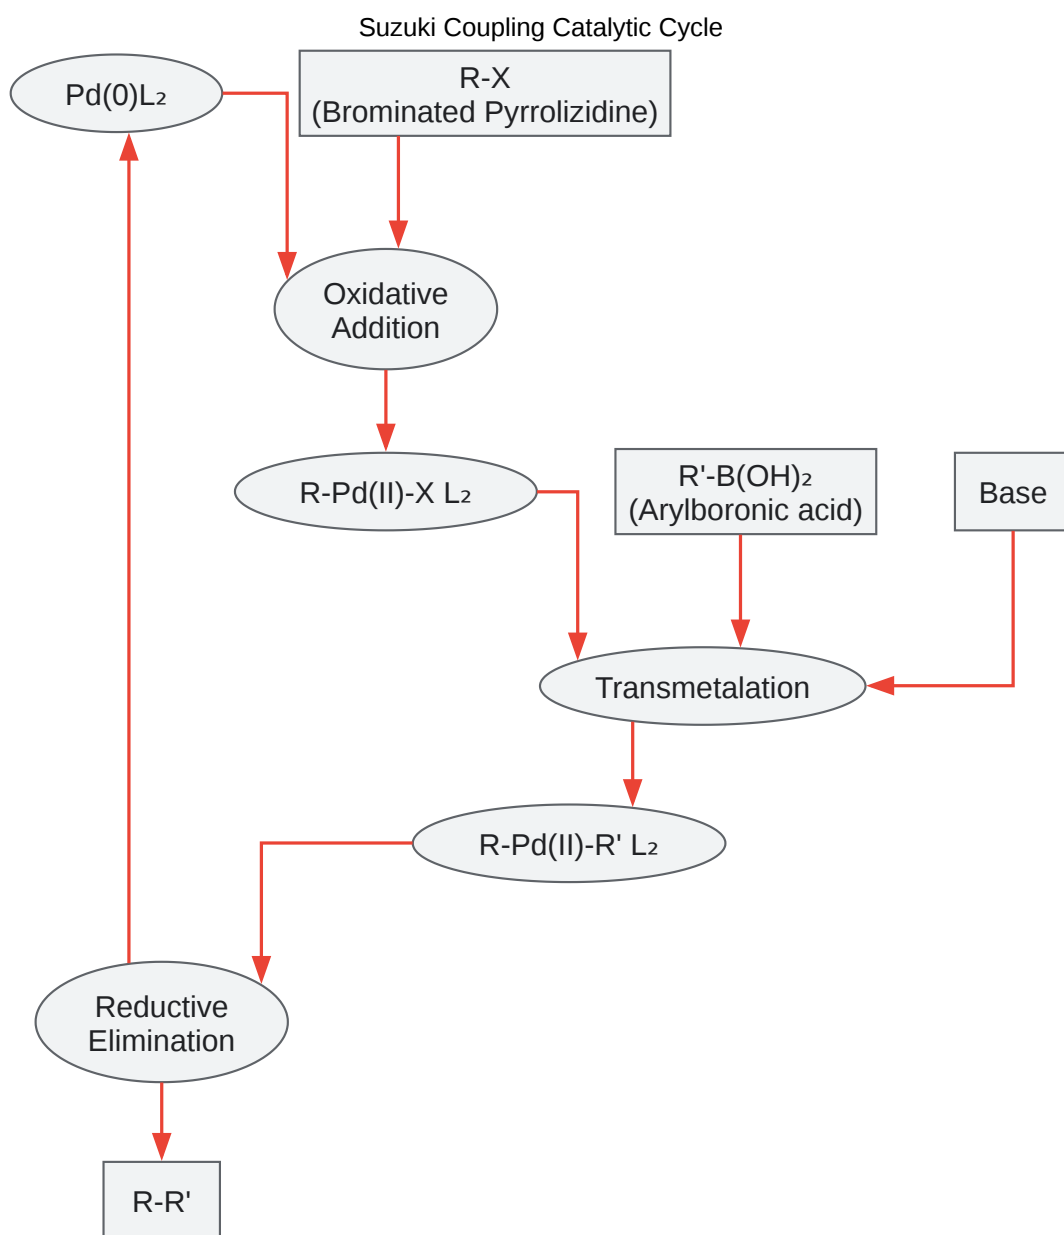 Suzuki Coupling Catalytic Cycle
Pd(0)L₂
R-X
(Brominated Pyrrolizidine)
Oxidative
Addition
R-Pd(II)-X L₂
R'-B(OH)₂
(Arylboronic acid)
Base
Transmetalation
R-Pd(II)-R' L₂
Reductive
Elimination
R-R'